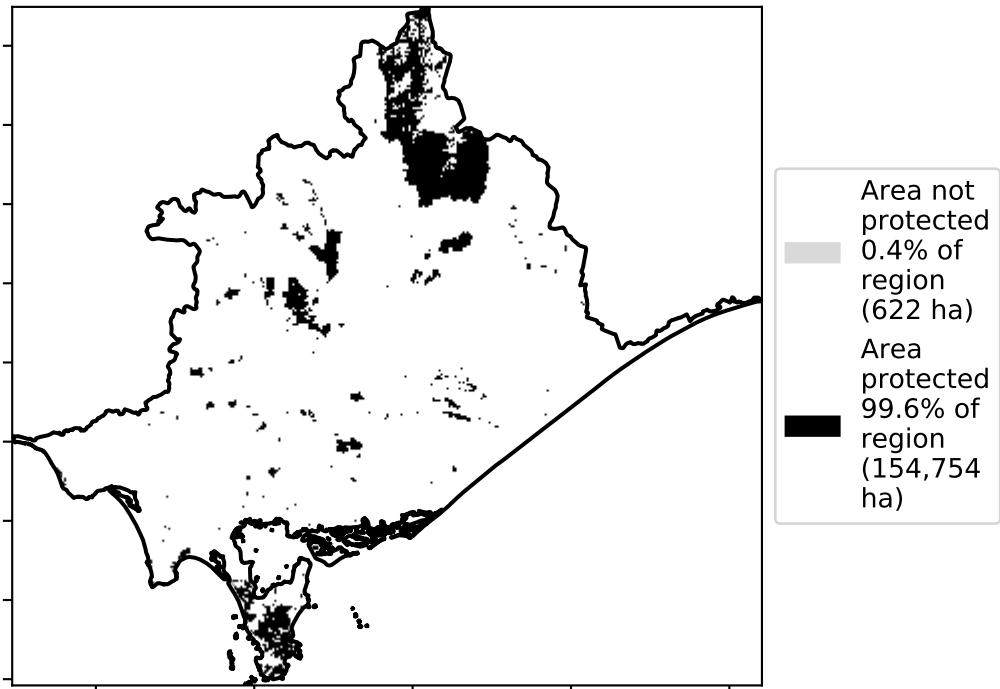 Area not
protected
0.4% of
region
(622 ha)
Area
protected
99.6% of
region
(154,754
ha)